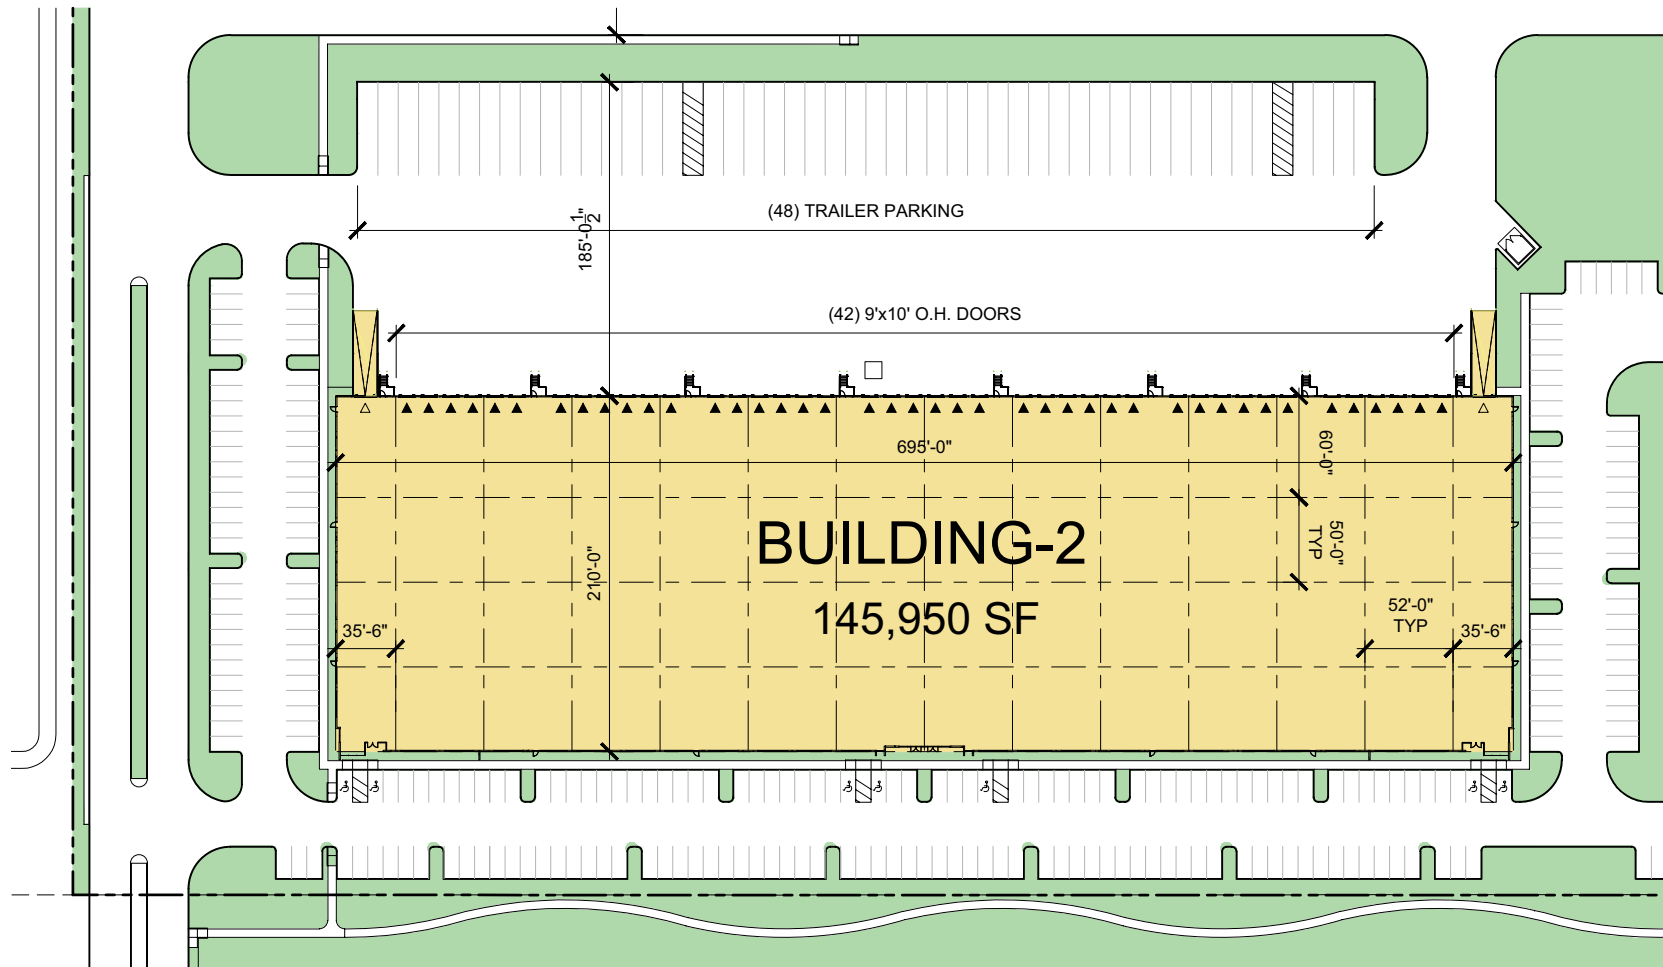 (48) TRAILER PARKING
185'-0 1/2"
(42) 9'x10' O.H. DOORS
695'-0"
60'-0"
BUILDING-2
50'-0"
TYP
210'-0"
145,950 SF
52'-0"
TYP
35'-6"
35'-6"